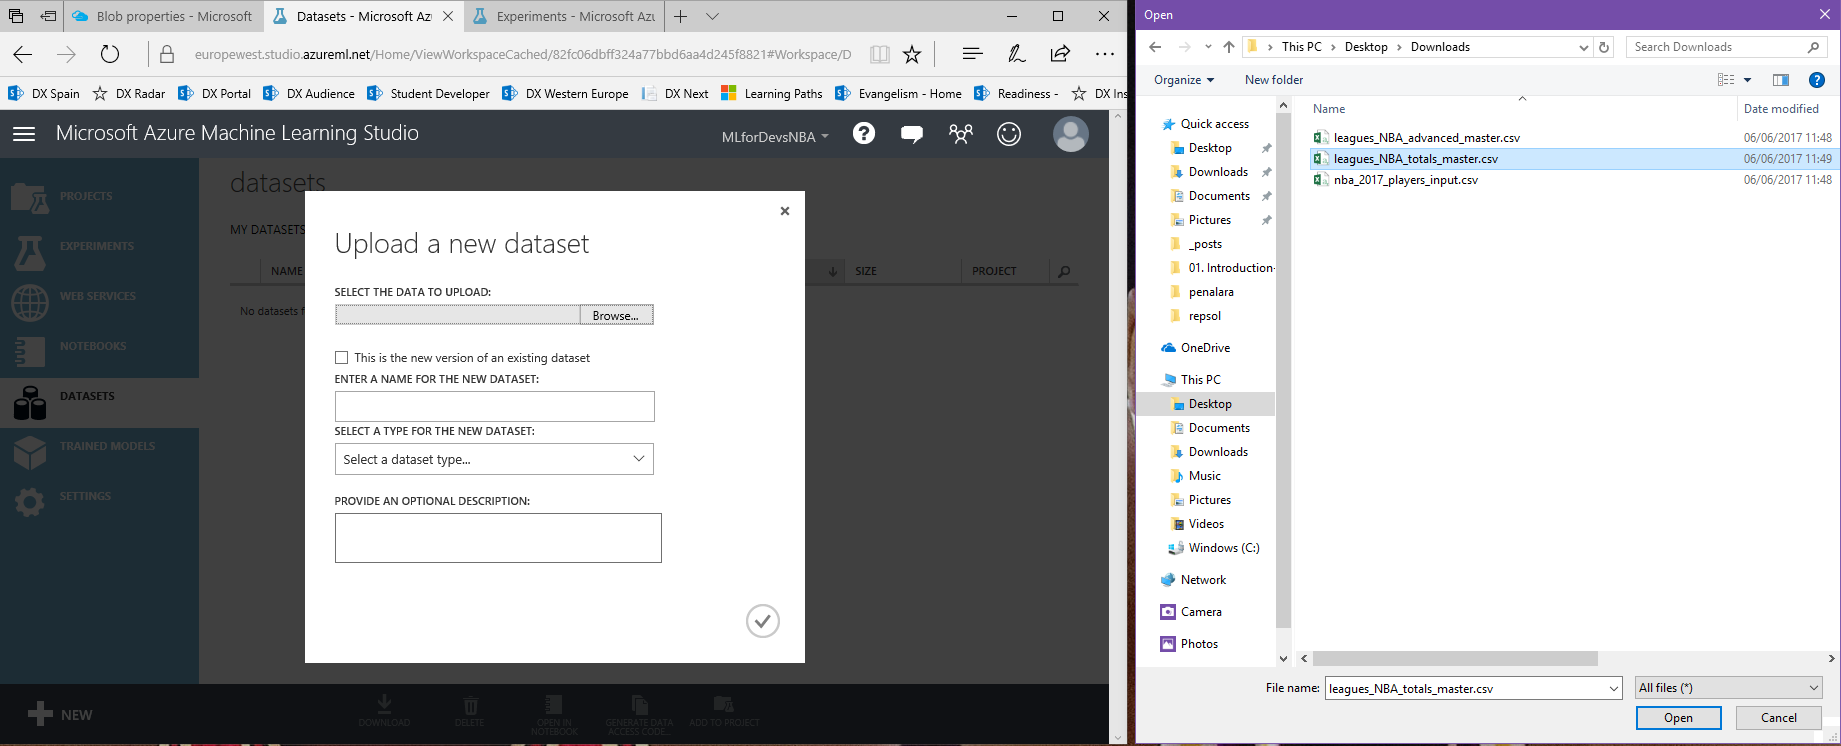 Blob properties - Microsoft
Datasets - Microsoft Az
Experiments - Microsoft Azu
europewest.studio.azureml.net/Home/ViewWorkspaceCached/82fc06dbff324a77bbd6aa4d245f8821#Workspace/D
DX Spain
DX Radar
DX Portal
DX Audience
Student Developer
DX Western Europe
DX Next
Learning Paths
Evangelism - Home
Readiness -
DX Ins
Microsoft Azure Machine Learning Studio
MLforDevsNBA
PROJECTS
EXPERIMENTS
WEB SERVICES
NOTEBOOKS
DATASETS
TRAINED MODELS
SETTINGS
datasets
MY DATASETS
NAME
SIZE
PROJECT
No datasets f
Upload a new dataset
SELECT THE DATA TO UPLOAD:
Browse...
This is the new version of an existing dataset
ENTER A NAME FOR THE NEW DATASET:
SELECT A TYPE FOR THE NEW DATASET:
Select a dataset type...
PROVIDE AN OPTIONAL DESCRIPTION:
NEW
DOWNLOAD
DELETE
OPEN IN NOTEBOOK
GENERATE DATA ACCESS CODE...
ADD TO PROJECT
Open
This PC
Desktop
Downloads
Search Downloads
Organize
New folder
Name
Date modified
leagues_NBA_advanced_master.csv 06/06/2017 11:48
leagues_NBA_totals_master.csv 06/06/2017 11:49
nba_2017_players_input.csv 06/06/2017 11:48
Quick access
Desktop
Downloads
Documents
Pictures
_posts
01. Introduction-
penalara
repsol
OneDrive
This PC
Desktop
Documents
Downloads
Music
Pictures
Videos
Windows (C:)
Network
Camera
Photos
File name: leagues_NBA_totals_master.csv
All files (*)
Open
Cancel